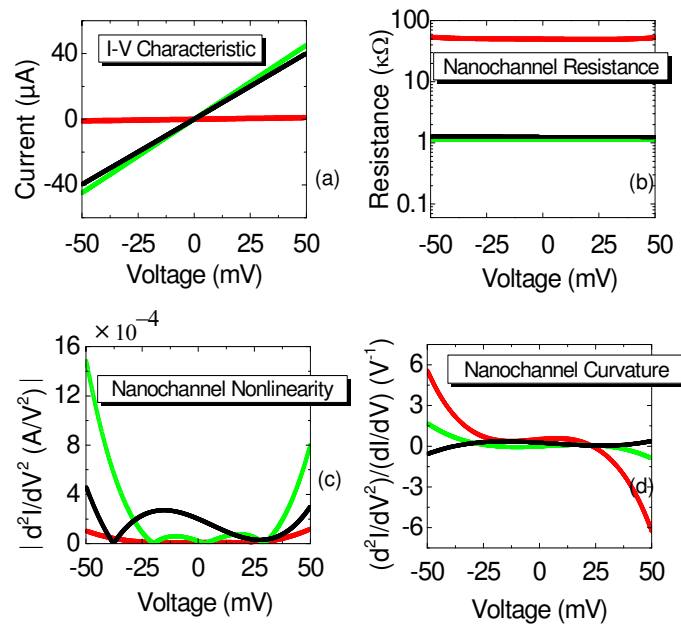 I-V Characteristic
Current (µA)
40
0
-40
(a)
-50 -25 0 25 50
Voltage (mV)
Nanochannel Resistance
Resistance (κΩ)
100
10
1
0.1
(b)
-50 -25 0 25 50
Voltage (mV)
× 10⁻⁴
Nanochannel Nonlinearity
| d²I/dV² (A/V²) |
16
12
8
4
0
(c)
-50 -25 0 25 50
Voltage (mV)
Nanochannel Curvature
(d²I/dV²)/(dI/dV) (V⁻¹)
6
3
0
-3
-6
(d)
-50 -25 0 25 50
Voltage (mV)